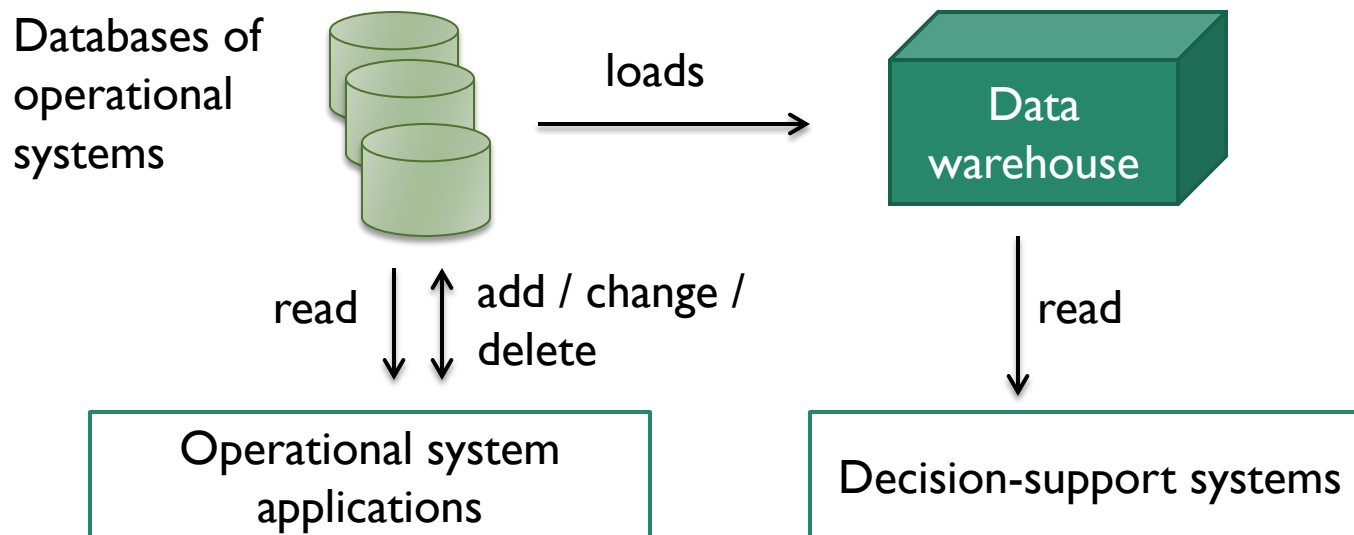 Databases of
operational
systems
loads
Data
warehouse
read
add / change /
delete
read
Operational system
applications
Decision-support systems